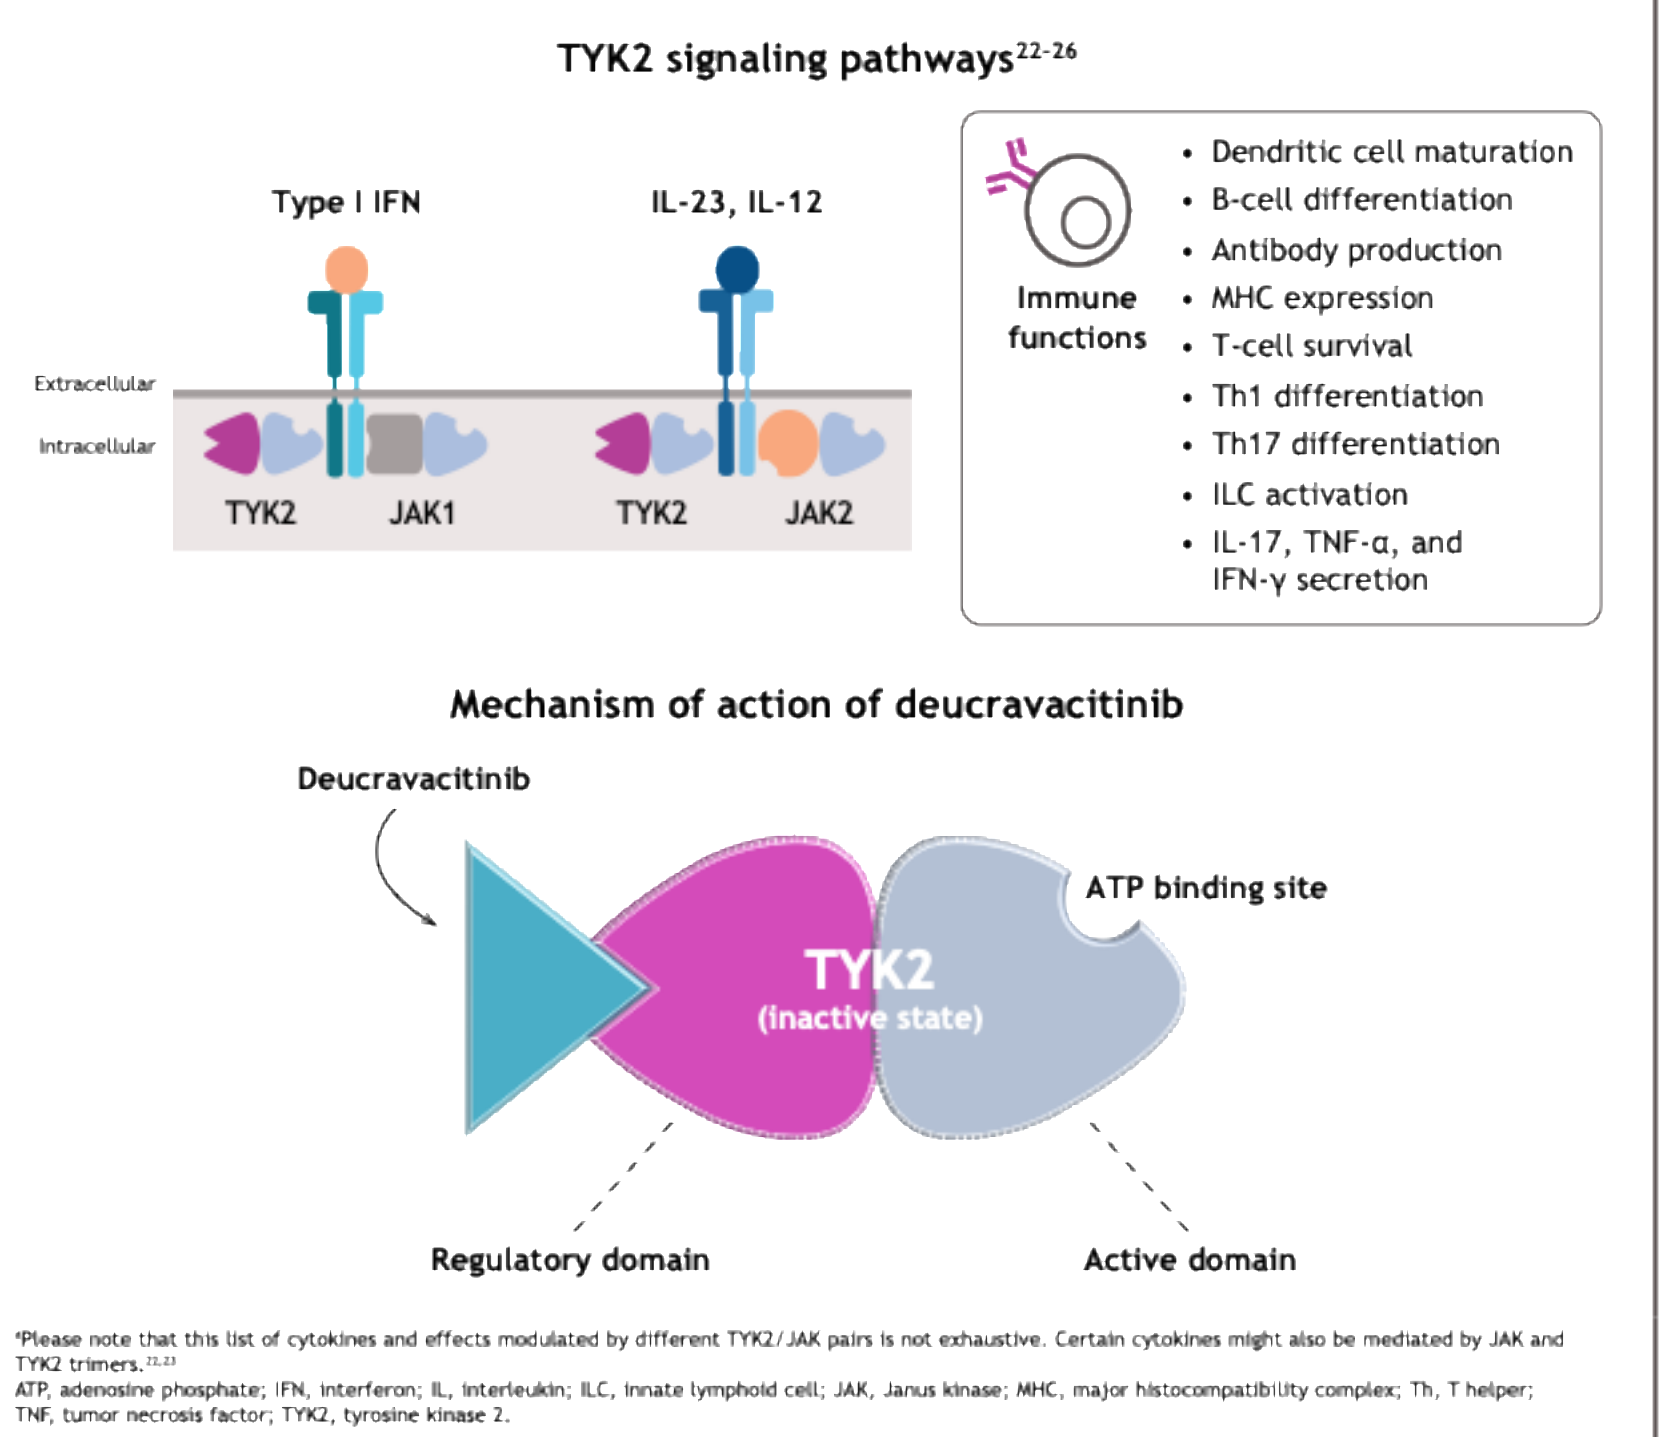 TYK2 signaling pathways22-26
Type I IFN
IL-23, IL-12
Extracellular
Intracellular
TYK2
JAK1
TYK2
JAK2
Immune
functions
• Dendritic cell maturation
• B-cell differentiation
• Antibody production
• MHC expression
• T-cell survival
• Th1 differentiation
• Th17 differentiation
• ILC activation
• IL-17, TNF-α, and
IFN-γ secretion
Mechanism of action of deucravacitinib
Deucravacitinib
ATP binding site
TYK2
(inactive state)
Regulatory domain
Active domain
ᵃPlease note that this list of cytokines and effects modulated by different TYK2/JAK pairs is not exhaustive. Certain cytokines might also be mediated by JAK and
TYK2 trimers.22,23
ATP, adenosine phosphate; IFN, interferon; IL, interleukin; ILC, innate lymphoid cell; JAK, Janus kinase; MHC, major histocompatibility complex; Th, T helper;
TNF, tumor necrosis factor; TYK2, tyrosine kinase 2.